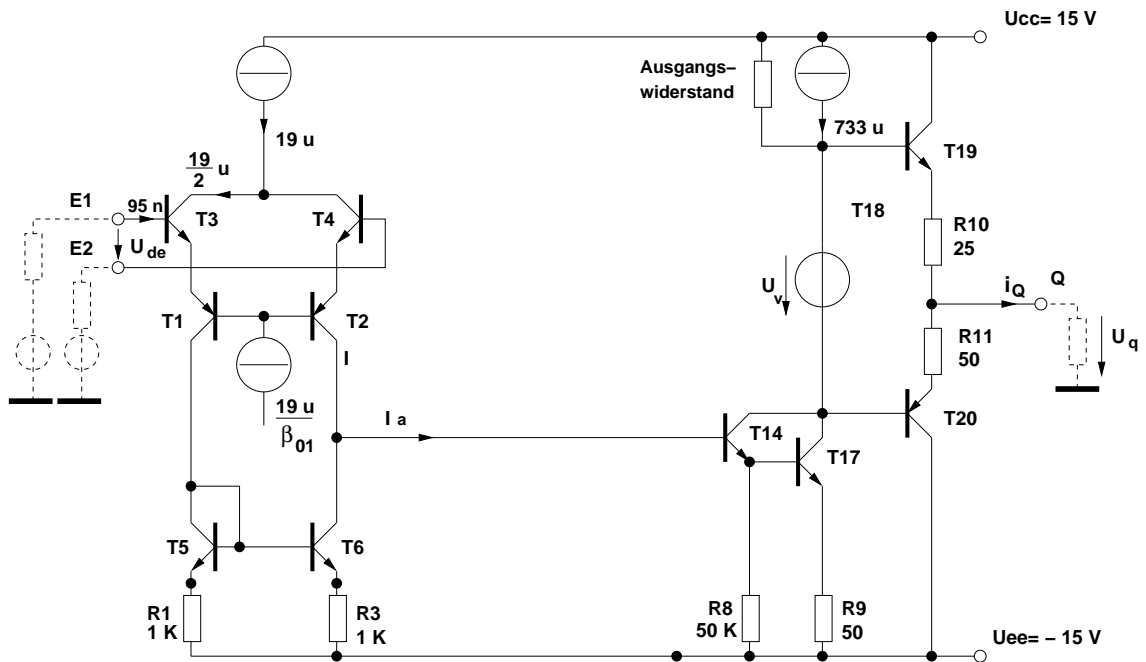 Ucc= 15 V
Ausgangs–
widerstand
19 u
733 u
T19
19
2
u
E1
95 n
T3
T4
T18
R10
25
E2
U de
U v
i Q
Q
T1
T2
R11
50
U q
I
19 u
β 01
I a
T14
T17
T20
T5
T6
R1
1 K
R3
1 K
R8
50 K
R9
50
Uee= – 15 V